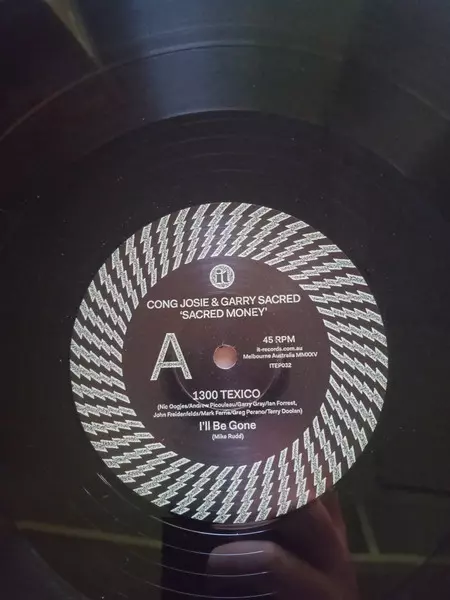 it
CONG JOSIE & GARRY SACRED
'SACRED MONEY'
A
45 RPM
it-records.com.au
Melbourne Australia MMXXV
ITEP032
1300 TEXICO
(Nic Oogjes/Andrew Picouleau/Garry Gray/Ian Forrest,
John Freidenfelds/Mark Ferrie/Greg Perano/Terry Doolan)
I'll Be Gone
(Mike Rudd)